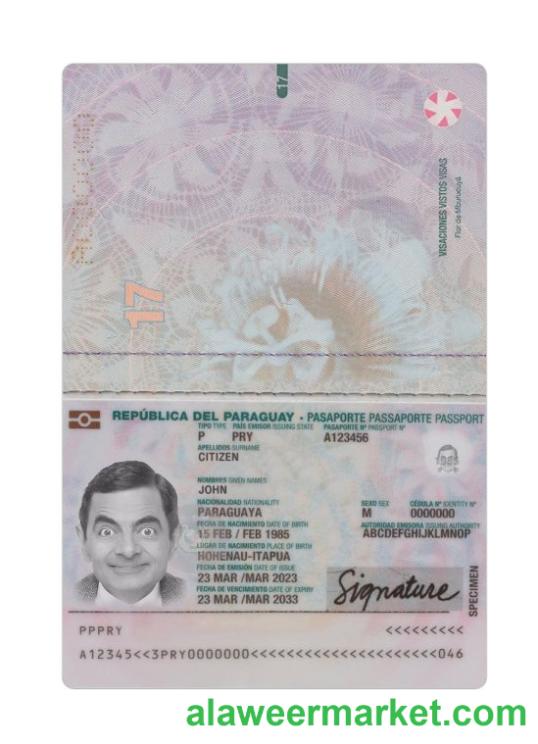 17
VISACIONES VISTOS VISAS
Flor de Mburucuyá
17
REPÚBLICA DEL PARAGUAY - PASAPORTE PASSAPORTE PASSPORT
TIPO TYPE PAÍS EMISOR ISSUING STATE PASAPORTE Nº PASSPORT Nº
P PRY A123456
APELLIDOS SURNAME
CITIZEN
NOMBRES GIVEN NAMES
JOHN
NACIONALIDAD NATIONALITY SEXO SEX CÉDULA Nº IDENTITY Nº
PARAGUAYA M 0000000
FECHA DE NACIMIENTO DATE OF BIRTH AUTORIDAD EMISORA ISSUING AUTHORITY
15 FEB / FEB 1985 ABCDEFGHIJKLMNOP
LUGAR DE NACIMIENTO PLACE OF BIRTH
HOHENAU-ITAPUA
FECHA DE EMISIÓN DATE OF ISSUE
23 MAR /MAR 2023
FECHA DE VENCIMIENTO DATE OF EXPIRY
23 MAR /MAR 2033
Signature
SPECIMEN
PPPRY <<<<<<<<<
A12345<<3PRY0000000<<<<<<<<<<<<<<<<<<<<<<<046
alaweermarket.com